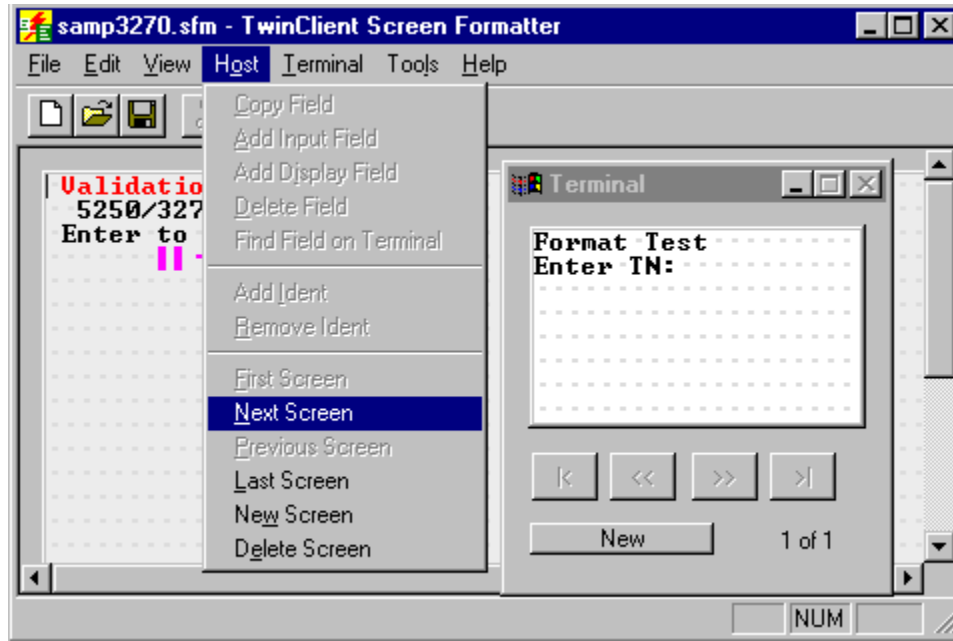 samp3270.sfm - TwinClient Screen Formatter
File Edit View Host Terminal Tools Help
Copy Field
Add Input Field
Add Display Field
Delete Field
Find Field on Terminal
Add Ident
Remove Ident
First Screen
Next Screen
Previous Screen
Last Screen
New Screen
Delete Screen
Validatio
5250/327
Enter to
Terminal
Format Test
Enter TN:
|< << >> >|
New 1 of 1
NUM